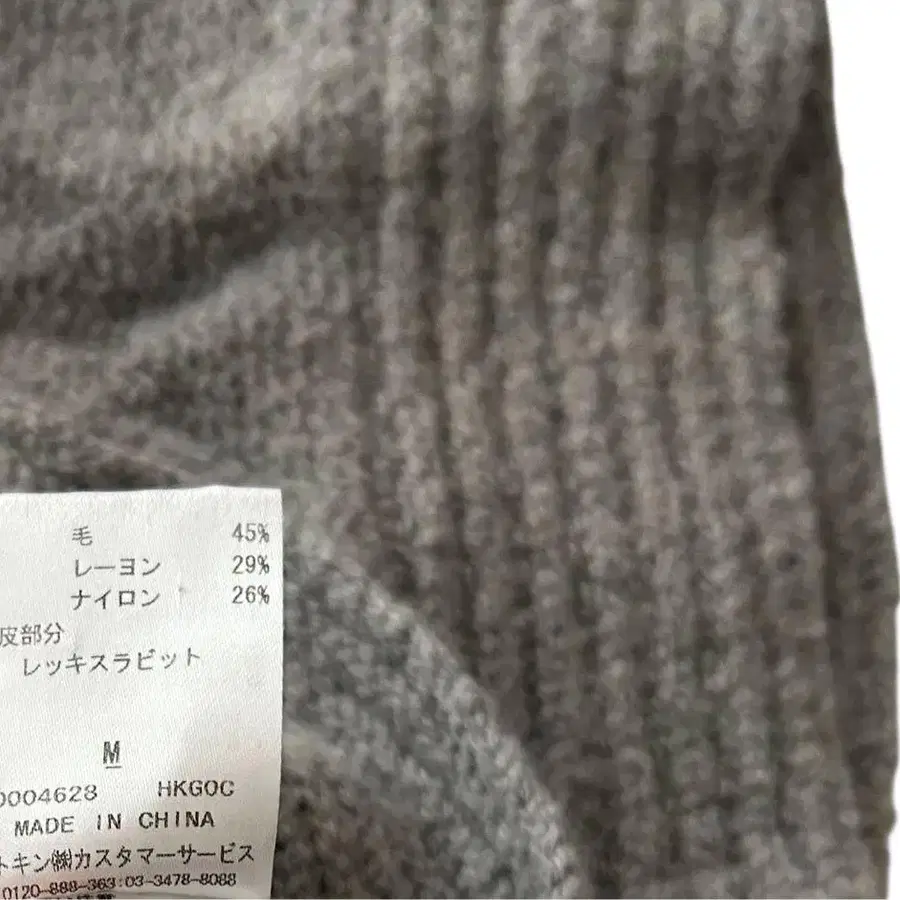 毛 45%
レーヨン 29%
ナイロン 26%
皮部分
レッキスラビット
M
0004628 HKGOC
MADE IN CHINA
トキン㈱カスタマーサービス
0120-888-363:03-3478-8088